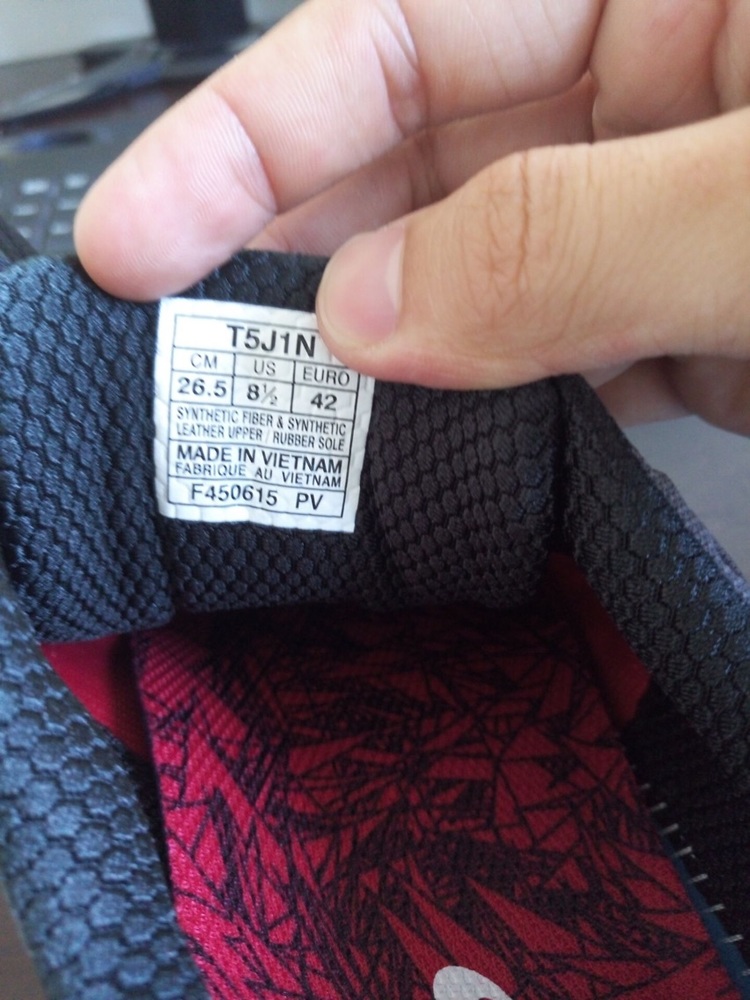 T5J1N
CM US EURO
26.5 8½ 42
SYNTHETIC FIBER & SYNTHETIC
LEATHER UPPER / RUBBER SOLE
MADE IN VIETNAM
FABRIQUE AU VIETNAM
F450615 PV